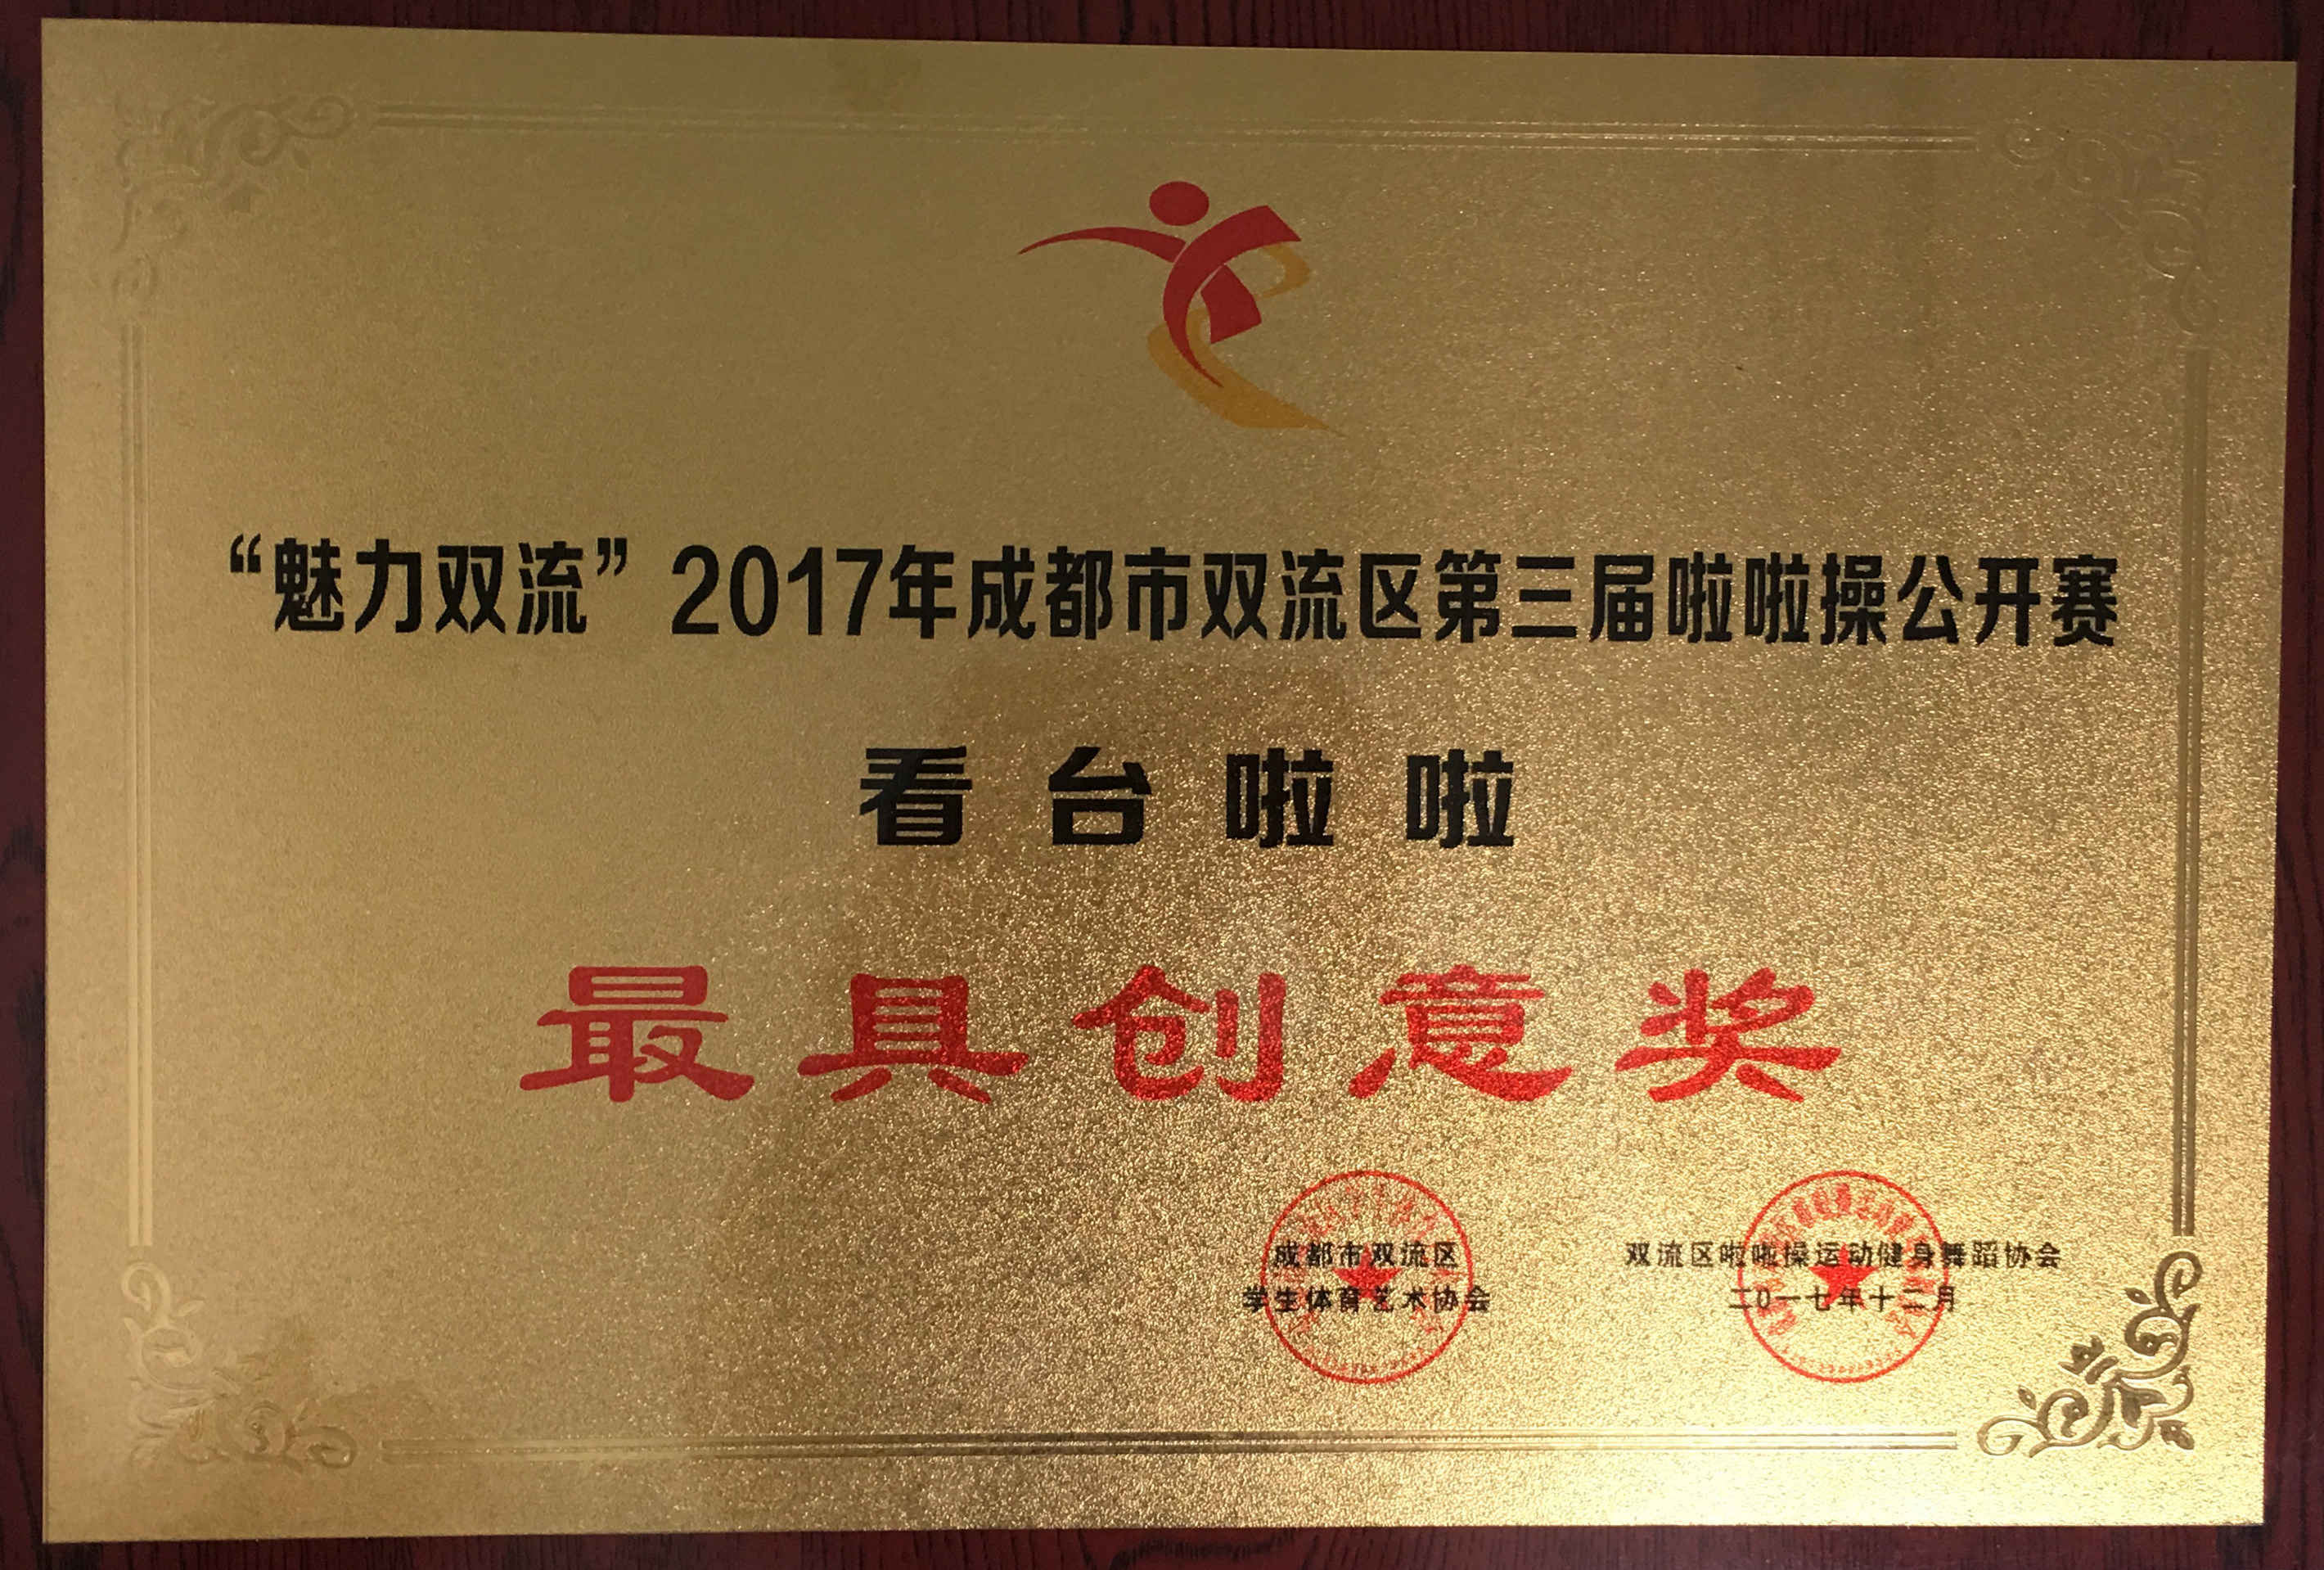 “魅力双流”2017年成都市双流区第三届啦啦操公开赛
看台啦啦
最具创意奖
成都市双流区
学生体育艺术协会
双流区啦啦操运动健身舞蹈协会
二0一七年十二月